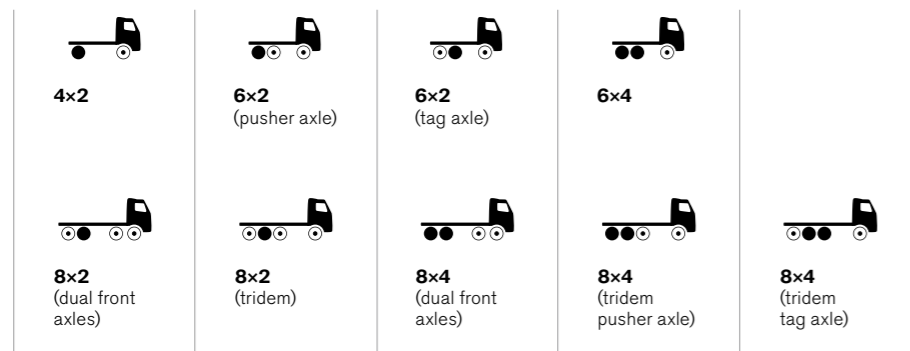 4×2
6×2
(pusher axle)
6×2
(tag axle)
6×4
8×2
(dual front
axles)
8×2
(tridem)
8×4
(dual front
axles)
8×4
(tridem
pusher axle)
8×4
(tridem
tag axle)